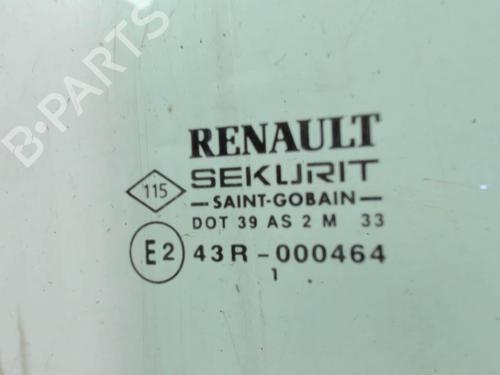 B-PARTS
RENAULT
SEKURIT
115
—SAINT-GOBAIN—
DOT 39 AS 2 M 33
E2 43R-000464
1